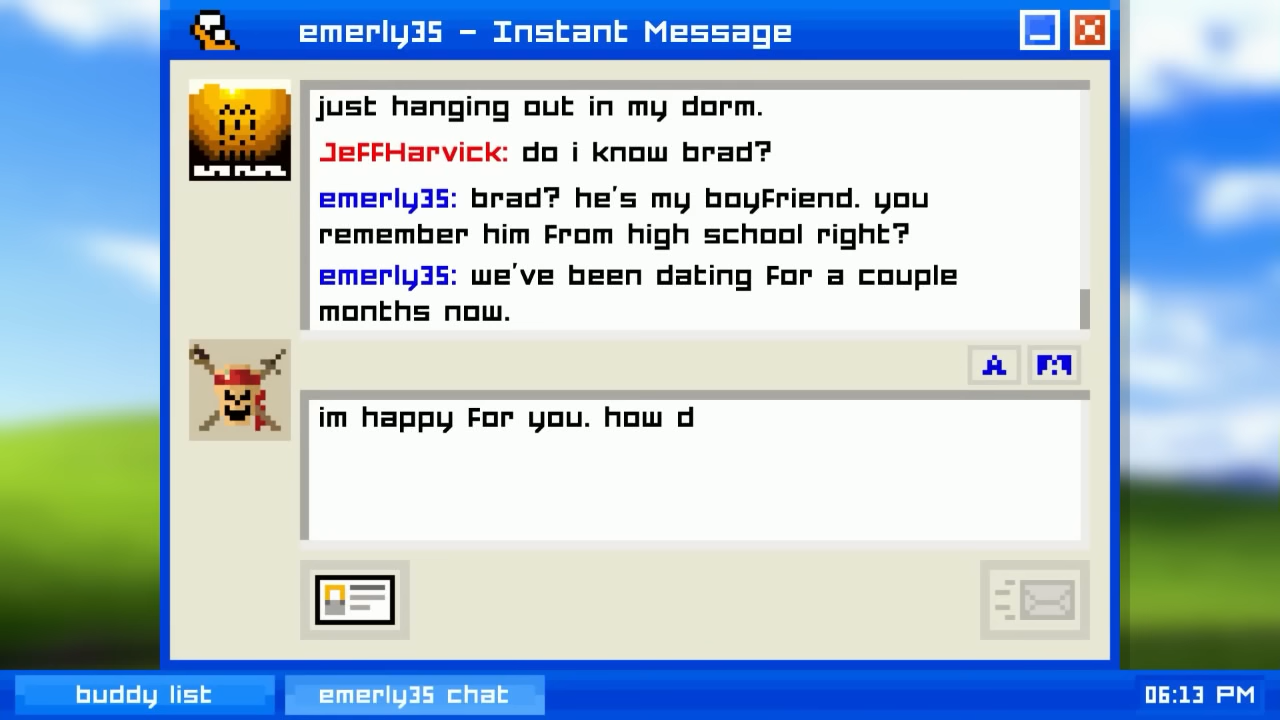 emerly35 - Instant Message
just hanging out in my dorm.
JeffHarvick: do i know brad?
emerly35: brad? he's my boyfriend. you
remember him from high school right?
emerly35: we've been dating for a couple
months now.
A
im happy for you. how d
buddy list
emerly35 chat
06:13 PM